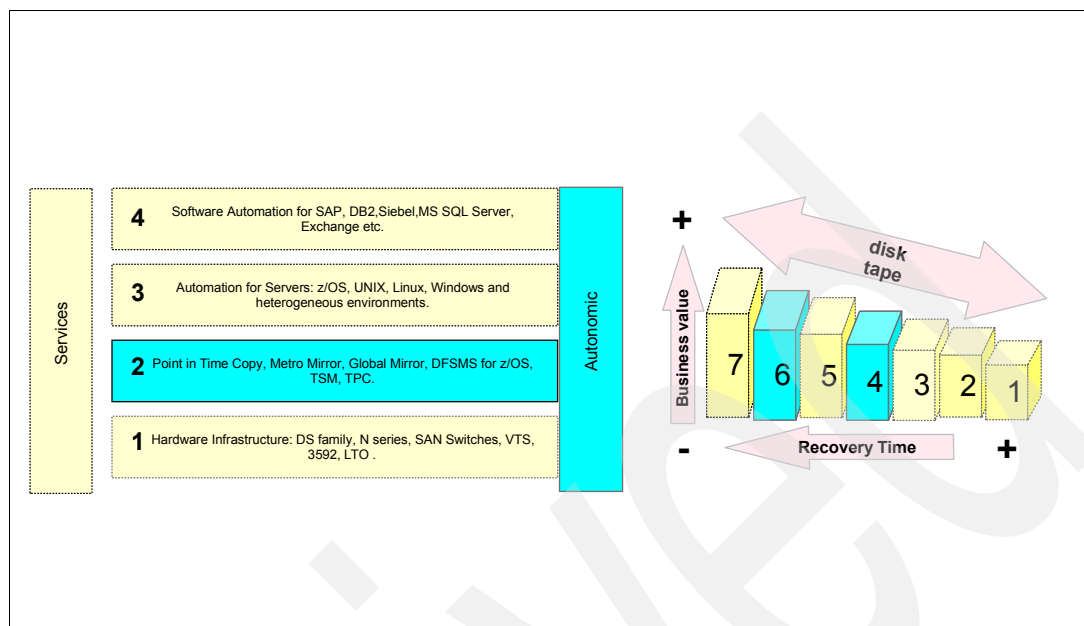 Services
4 Software Automation for SAP, DB2,Siebel,MS SQL Server,
Exchange etc.
3 Automation for Servers: z/OS, UNIX, Linux, Windows and
heterogeneous environments.
2 Point in Time Copy, Metro Mirror, Global Mirror, DFSMS for z/OS,
TSM, TPC.
1 Hardware Infrastructure: DS family, N series, SAN Switches, VTS,
3592, LTO .
Autonomic
+
Business value
-
disk
tape
7 6 5 4 3 2 1
Recovery Time
+